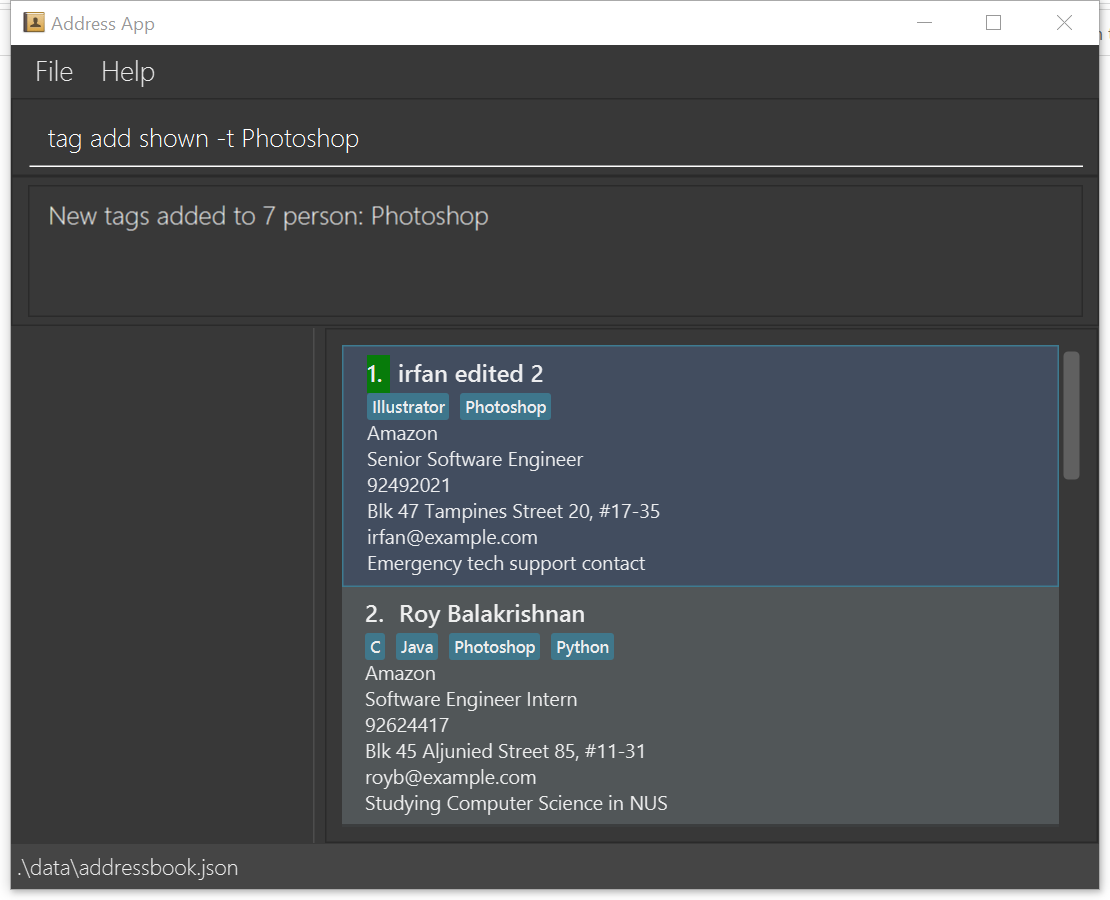 Address App
File Help
tag add shown -t Photoshop
New tags added to 7 person: Photoshop
1. irfan edited 2
Illustrator Photoshop
Amazon
Senior Software Engineer
92492021
Blk 47 Tampines Street 20, #17-35
irfan@example.com
Emergency tech support contact
2. Roy Balakrishnan
C Java Photoshop Python
Amazon
Software Engineer Intern
92624417
Blk 45 Aljunied Street 85, #11-31
royb@example.com
Studying Computer Science in NUS
.\data\addressbook.json